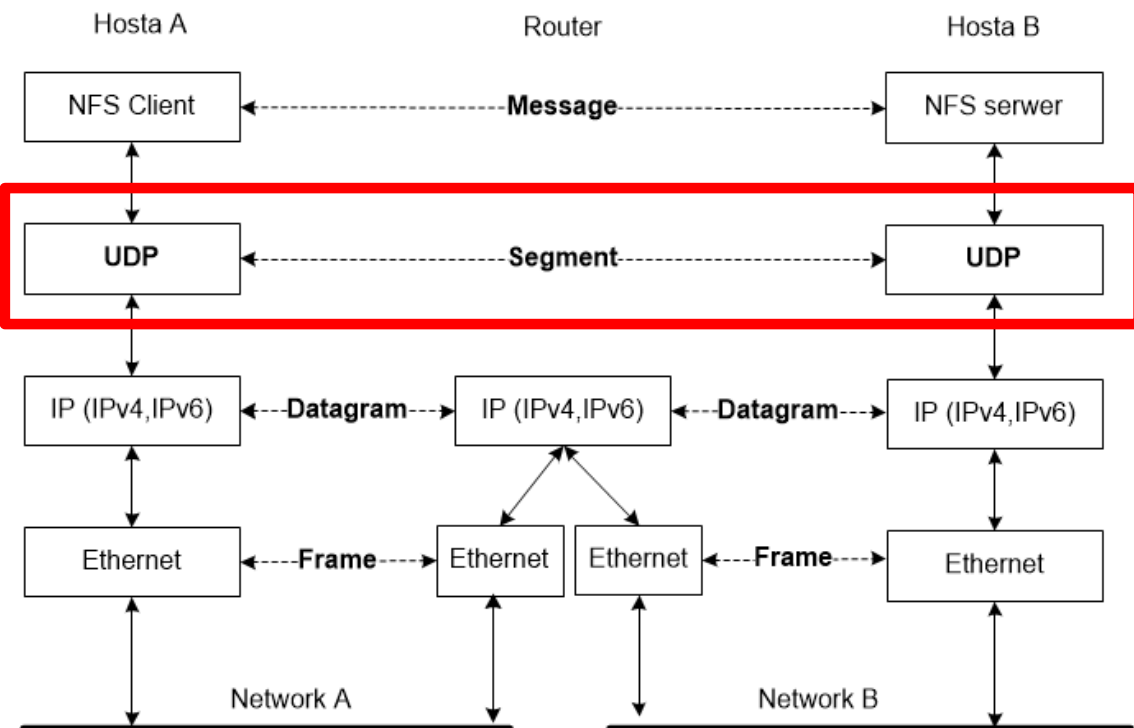 Hosta A Router Hosta B
NFS Client Message NFS serwer
UDP Segment UDP
IP (IPv4,IPv6) Datagram IP (IPv4,IPv6) Datagram IP (IPv4,IPv6)
Ethernet Frame Ethernet Ethernet Frame Ethernet
Network A Network B